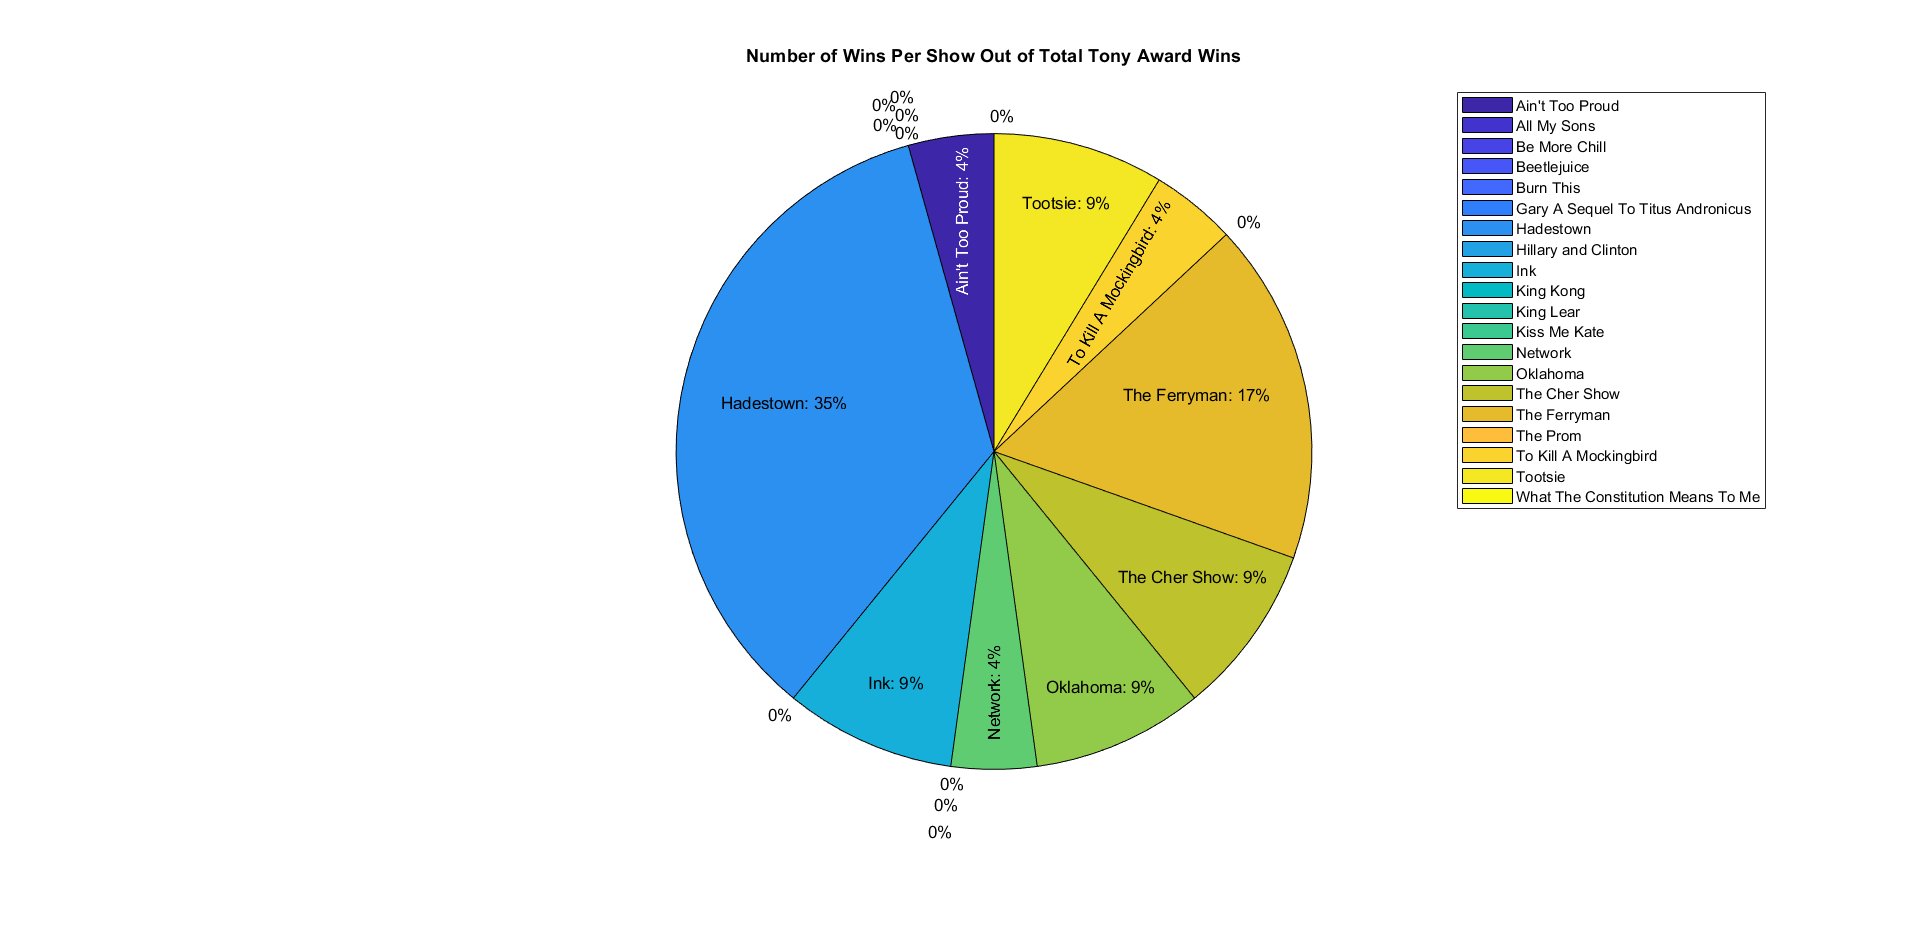 Number of Wins Per Show Out of Total Tony Award Wins
0%
0%
0%
0%
0%
0%
Ain't Too Proud: 4%
Tootsie: 9%
To Kill A Mockingbird: 4%
0%
The Ferryman: 17%
Hadestown: 35%
The Cher Show: 9%
Ink: 9%
Network: 4%
Oklahoma: 9%
0%
0%
0%
0%
Ain't Too Proud
All My Sons
Be More Chill
Beetlejuice
Burn This
Gary A Sequel To Titus Andronicus
Hadestown
Hillary and Clinton
Ink
King Kong
King Lear
Kiss Me Kate
Network
Oklahoma
The Cher Show
The Ferryman
The Prom
To Kill A Mockingbird
Tootsie
What The Constitution Means To Me